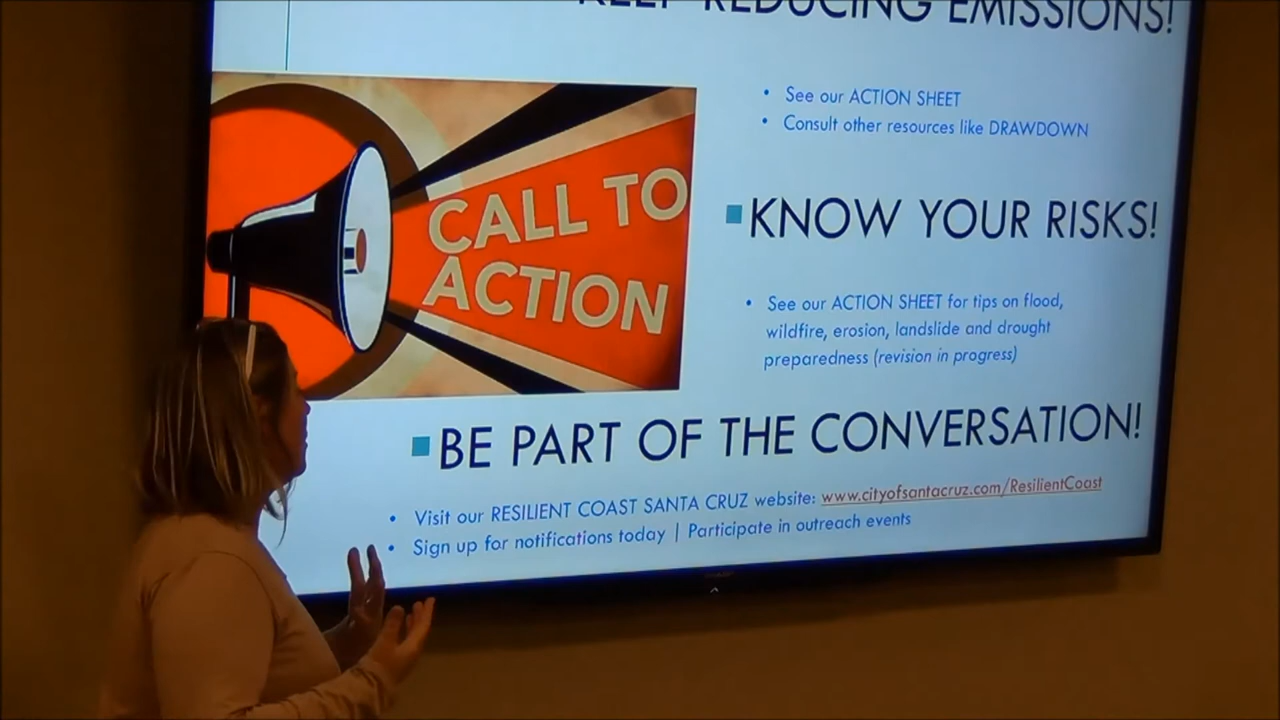 KEEP REDUCING EMISSIONS!
• See our ACTION SHEET
• Consult other resources like DRAWDOWN
CALL TO
ACTION
KNOW YOUR RISKS!
• See our ACTION SHEET for tips on flood,
wildfire, erosion, landslide and drought
preparedness (revision in progress)
BE PART OF THE CONVERSATION!
• Visit our RESILIENT COAST SANTA CRUZ website: www.cityofsantacruz.com/ResilientCoast
• Sign up for notifications today | Participate in outreach events